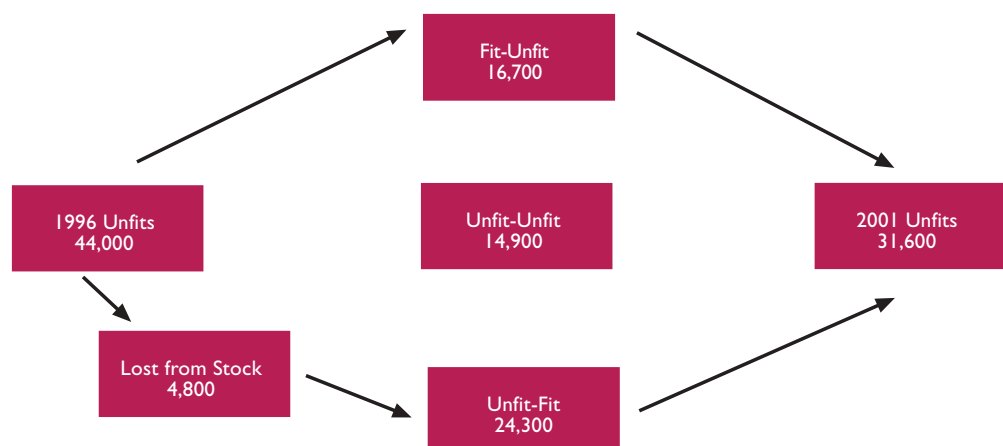 Fit-Unfit
16,700
1996 Unfits
44,000
Unfit-Unfit
14,900
2001 Unfits
31,600
Lost from Stock
4,800
Unfit-Fit
24,300